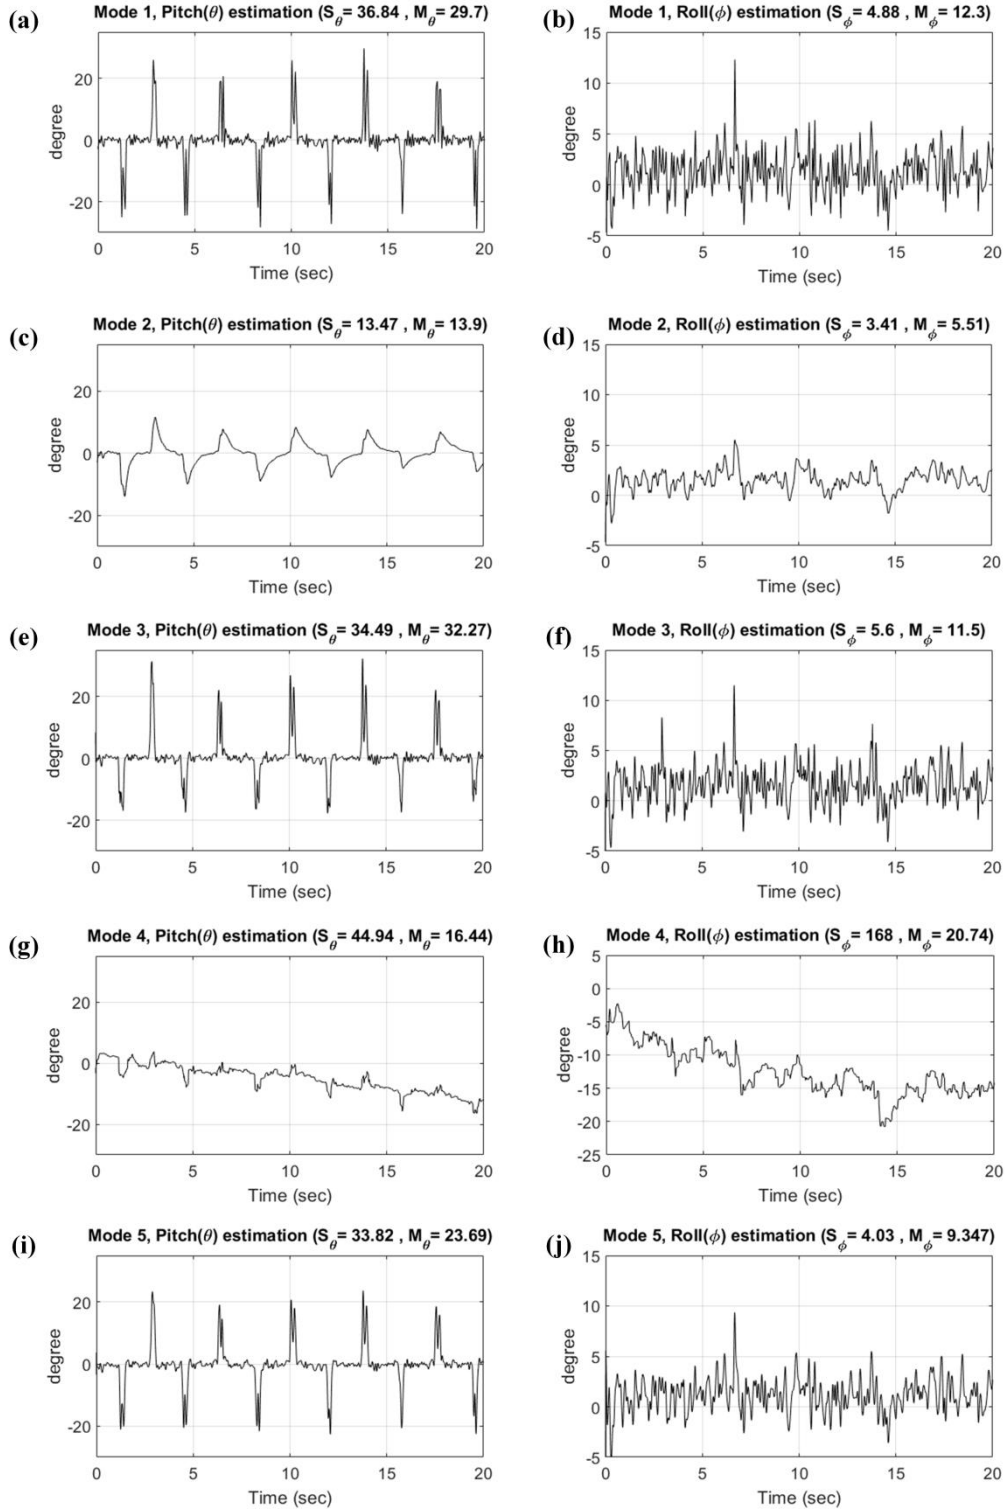 (a) Mode 1, Pitch(θ) estimation (Sθ= 36.84 , Mθ= 29.7)
20
0
-20
degree
0 5 10 15 20
Time (sec)
(b) Mode 1, Roll(ϕ) estimation (Sϕ= 4.88 , Mϕ= 12.3)
15
10
5
0
-5
degree
0 5 10 15 20
Time (sec)
(c) Mode 2, Pitch(θ) estimation (Sθ= 13.47 , Mθ= 13.9)
20
0
-20
degree
0 5 10 15 20
Time (sec)
(d) Mode 2, Roll(ϕ) estimation (Sϕ= 3.41 , Mϕ= 5.51)
15
10
5
0
-5
degree
0 5 10 15 20
Time (sec)
(e) Mode 3, Pitch(θ) estimation (Sθ= 34.49 , Mθ= 32.27)
20
0
-20
degree
0 5 10 15 20
Time (sec)
(f) Mode 3, Roll(ϕ) estimation (Sϕ= 5.6 , Mϕ= 11.5)
15
10
5
0
-5
degree
0 5 10 15 20
Time (sec)
(g) Mode 4, Pitch(θ) estimation (Sθ= 44.94 , Mθ= 16.44)
20
0
-20
degree
0 5 10 15 20
Time (sec)
(h) Mode 4, Roll(ϕ) estimation (Sϕ= 168 , Mϕ= 20.74)
5
0
-5
-10
-15
-20
-25
degree
0 5 10 15 20
Time (sec)
(i) Mode 5, Pitch(θ) estimation (Sθ= 33.82 , Mθ= 23.69)
20
0
-20
degree
0 5 10 15 20
Time (sec)
(j) Mode 5, Roll(ϕ) estimation (Sϕ= 4.03 , Mϕ= 9.347)
15
10
5
0
-5
degree
0 5 10 15 20
Time (sec)